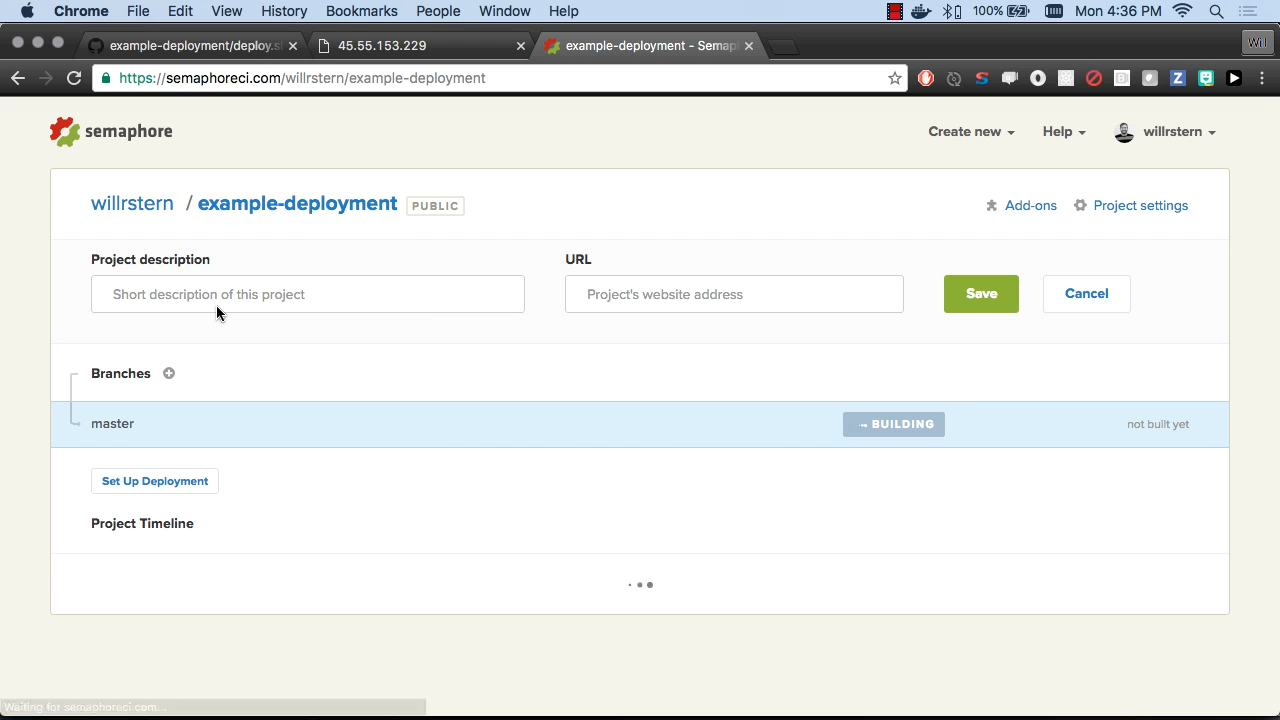 Chrome File Edit View History Bookmarks People Window Help 100% Mon 4:36 PM
example-deployment/deploy.s 45.55.153.229 example-deployment - Semap Will
https://semaphoreci.com/willrstern/example-deployment
semaphore Create new Help willrstern
willrstern / example-deployment PUBLIC Add-ons Project settings
Project description URL
Short description of this project Project's website address Save Cancel
Branches
master BUILDING not built yet
Set Up Deployment
Project Timeline
Waiting for semaphoreci.com...